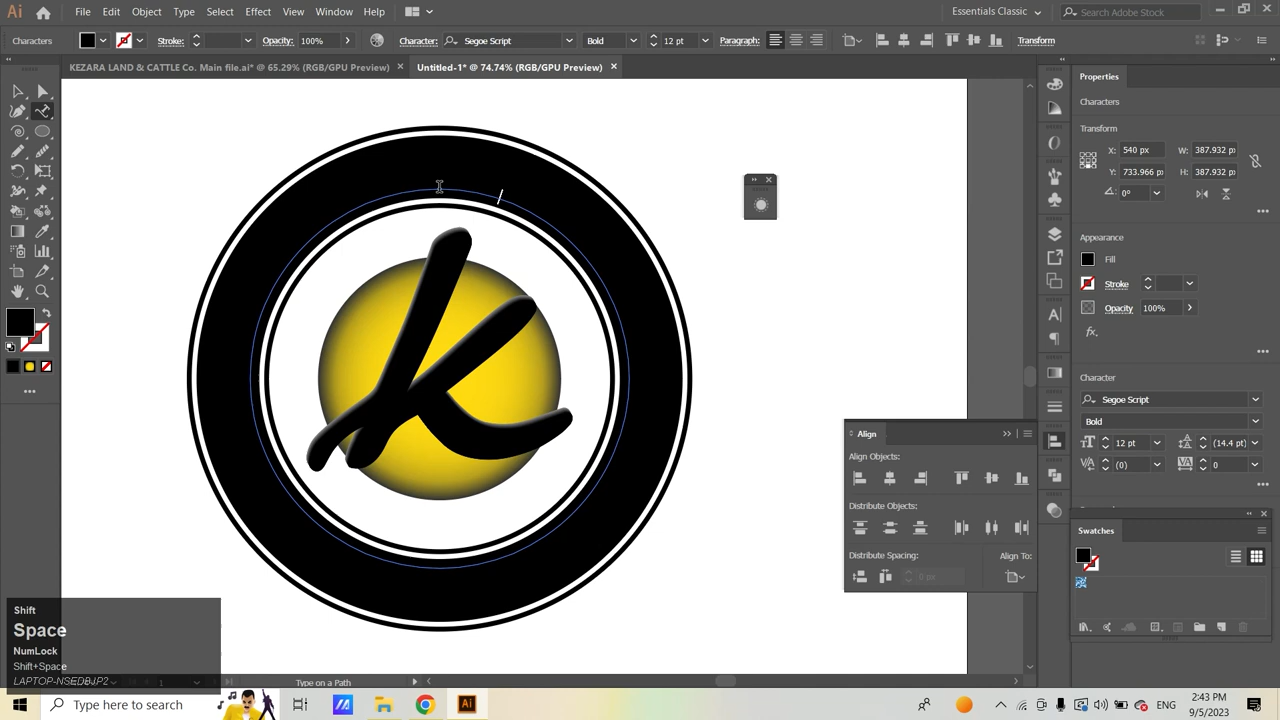 Ai File Edit Object Type Select Effect View Window Help Essentials Classic Search Adobe Stock
Characters Stroke: Opacity: 100% Character: Segoe Script Bold 12 pt Paragraph: Transform
KEZARA LAND & CATTLE Co. Main file.ai* @ 65.29% (RGB/GPU Preview) × Untitled-1* @ 74.74% (RGB/GPU Preview) ×
Properties
Characters
Transform
X: 540 px W: 387.932 p
Y: 733.166 p H: 387.932 p
0°
Appearance
Fill
Stroke
Opacity 100%
fx.
Character
Segoe Script
Bold
12 pt (14.4 pt)
(0) 0
Align
Align Objects:
Distribute Objects:
Distribute Spacing: Align To:
0 px
Swatches
K
Shift
Space
NumLock
Shift+Space
LAPTOP-NSEDBJP2
1 Type on a Path
Type here to search
Ai
2:43 PM
9/5/2023